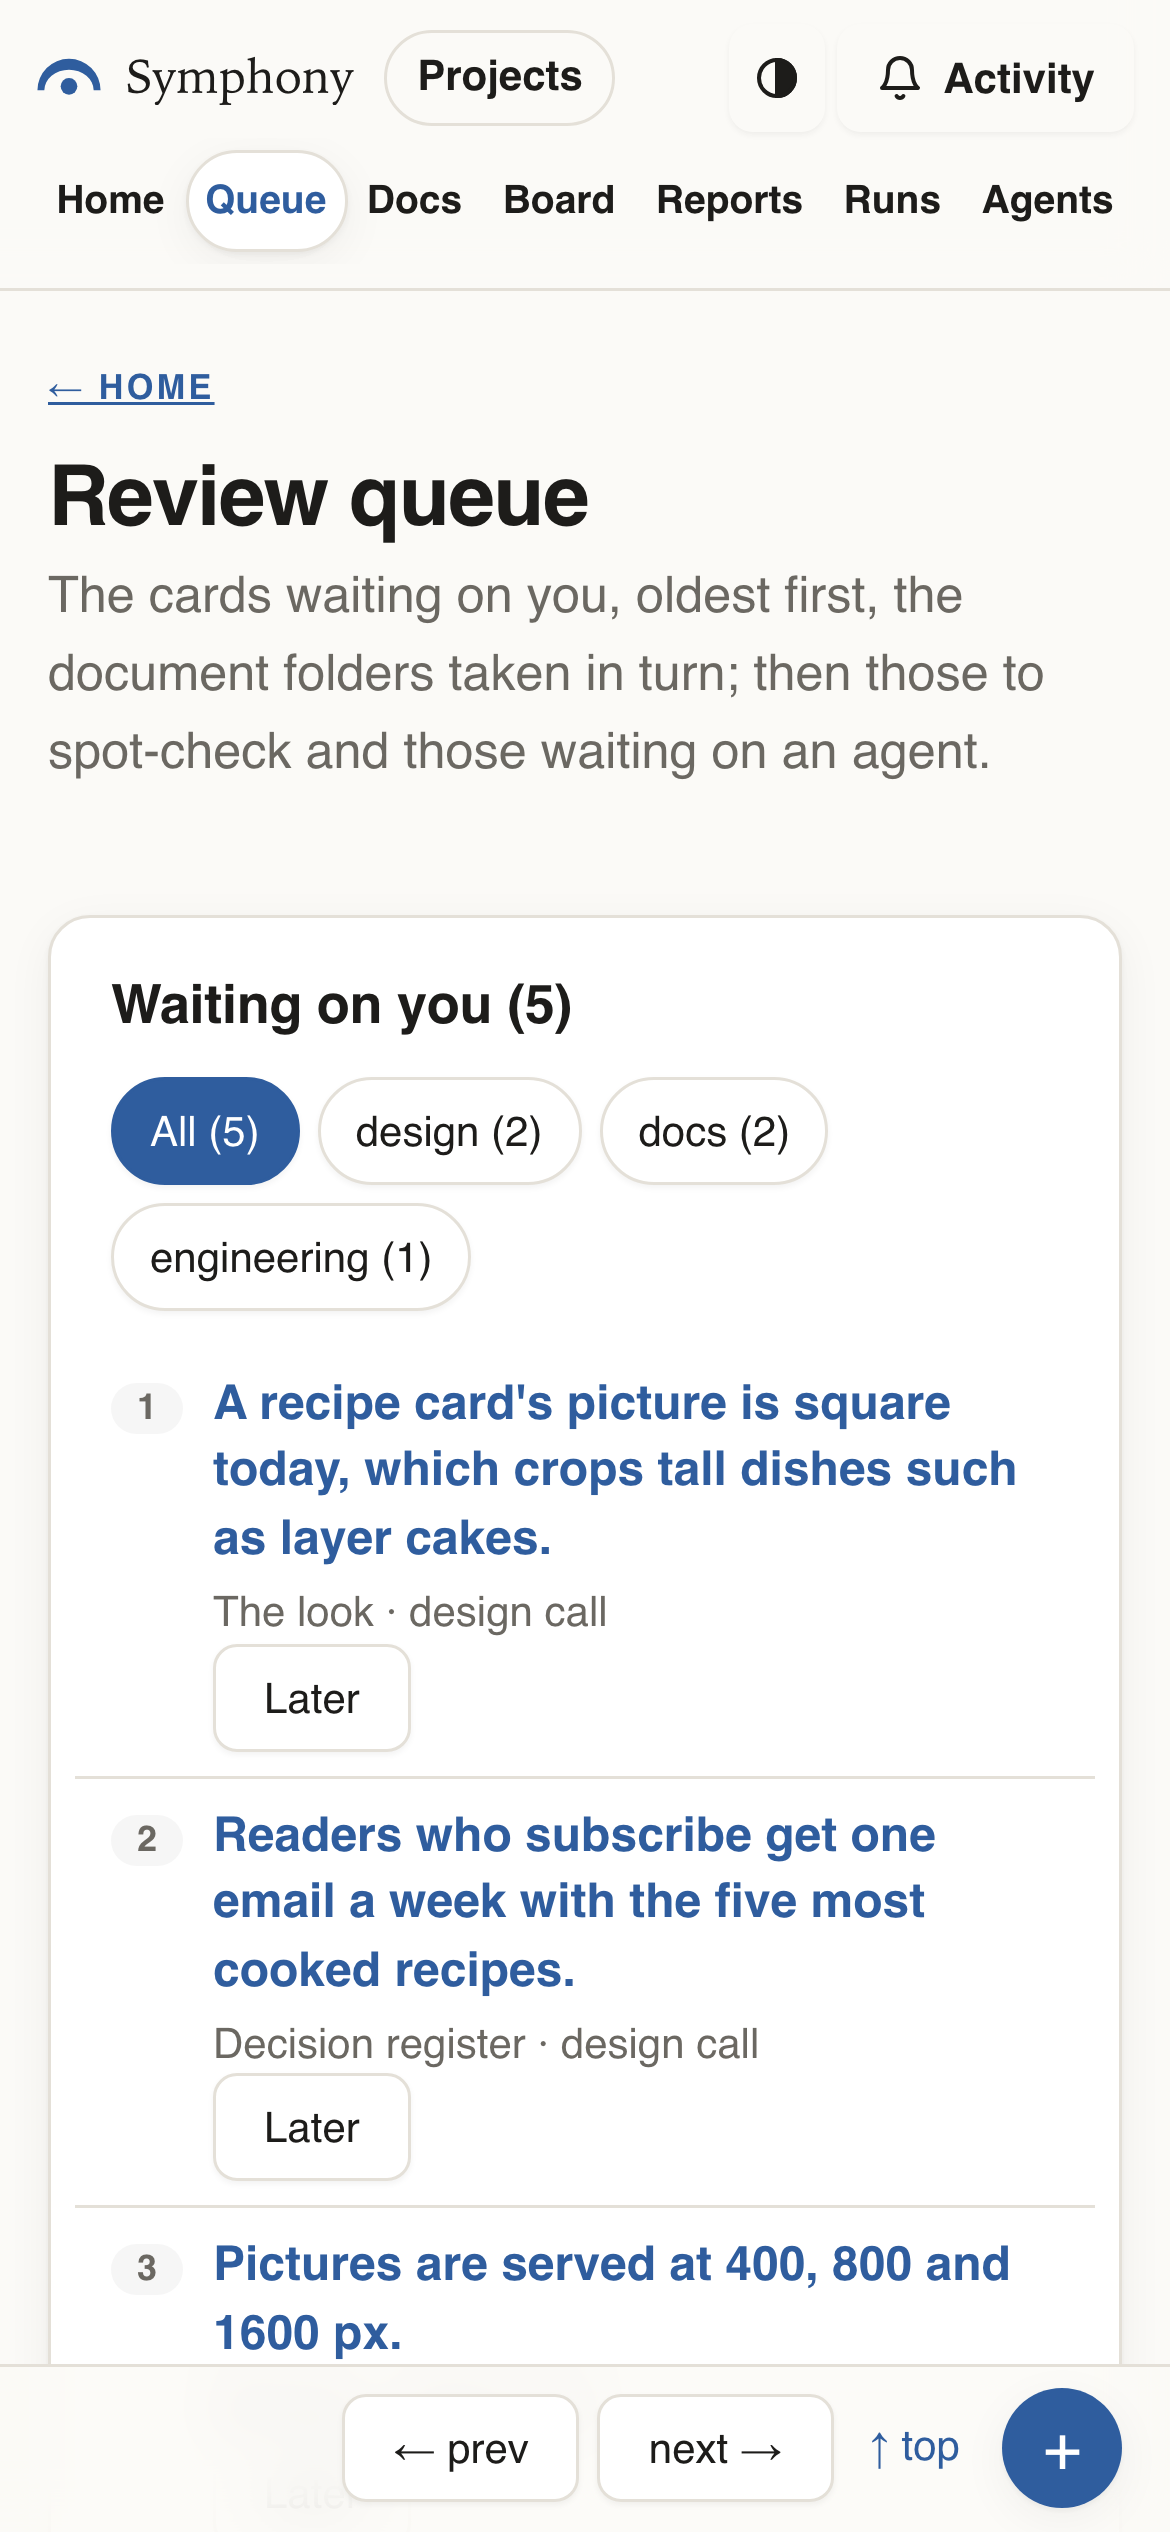 Symphony Projects Activity
Home Queue Docs Board Reports Runs Agents
← HOME
Review queue
The cards waiting on you, oldest first, the
document folders taken in turn; then those to
spot-check and those waiting on an agent.
Waiting on you (5)
All (5) design (2) docs (2)
engineering (1)
1 A recipe card's picture is square
today, which crops tall dishes such
as layer cakes.
The look · design call
Later
2 Readers who subscribe get one
email a week with the five most
cooked recipes.
Decision register · design call
Later
3 Pictures are served at 400, 800 and
1600 px.
← prev next → ↑ top +
Later